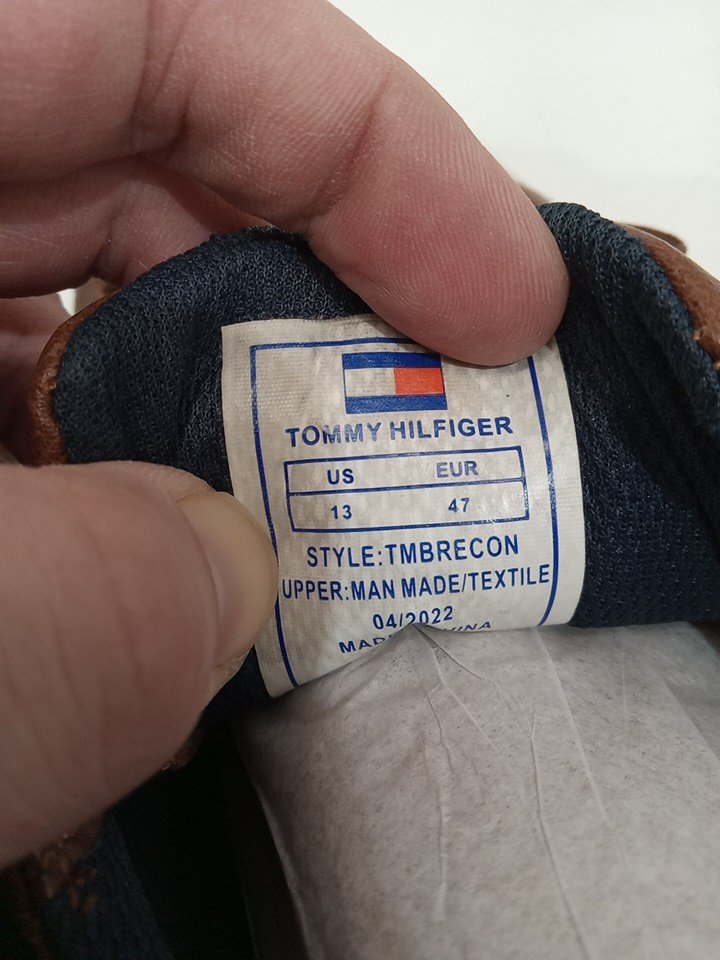 TOMMY HILFIGER
US EUR
13 47
STYLE:TMBRECON
UPPER:MAN MADE/TEXTILE
04/2022